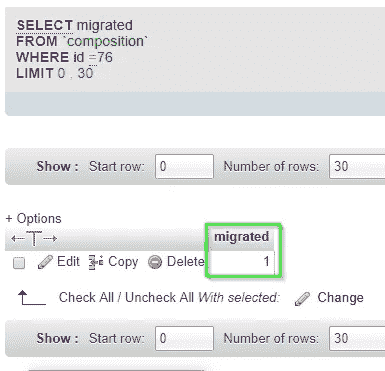 SELECT migrated
FROM `composition`
WHERE id =76
LIMIT 0 , 30
Show : Start row: 0 Number of rows: 30
+ Options
←T→ migrated
Edit Copy Delete 1
Check All / Uncheck All With selected: Change
Show : Start row: 0 Number of rows: 30